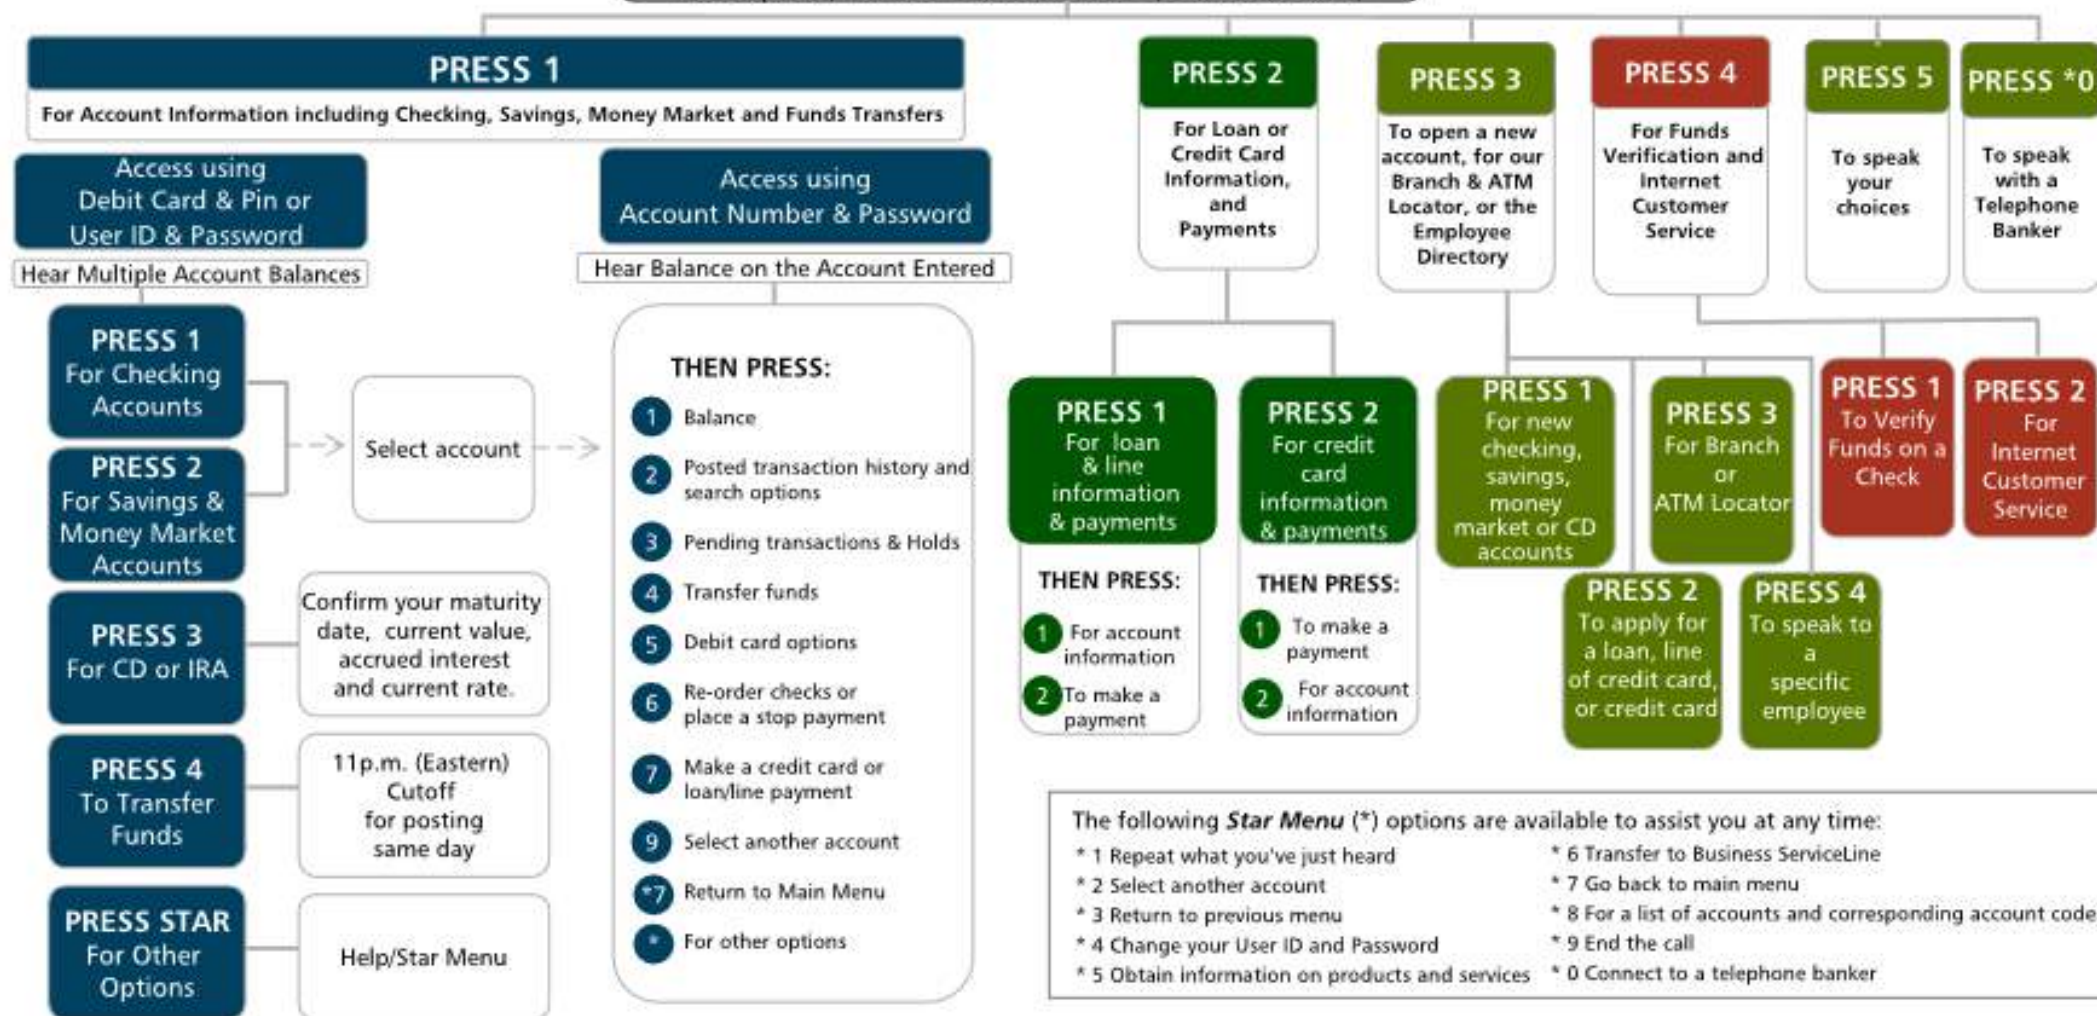 PRESS 1
For Account Information including Checking, Savings, Money Market and Funds Transfers
Access using
Debit Card & Pin or
User ID & Password
Hear Multiple Account Balances
PRESS 1
For Checking
Accounts
PRESS 2
For Savings &
Money Market
Accounts
Select account
PRESS 3
For CD or IRA
Confirm your maturity
date, current value,
accrued interest
and current rate.
PRESS 4
To Transfer
Funds
11p.m. (Eastern)
Cutoff
for posting
same day
PRESS STAR
For Other
Options
Help/Star Menu
Access using
Account Number & Password
Hear Balance on the Account Entered
THEN PRESS:
1 Balance
2 Posted transaction history and
search options
3 Pending transactions & Holds
4 Transfer funds
5 Debit card options
6 Re-order checks or
place a stop payment
7 Make a credit card or
loan/line payment
9 Select another account
*7 Return to Main Menu
* For other options
PRESS 2
For Loan or
Credit Card
Information,
and
Payments
PRESS 1
For loan
& line
information
& payments
THEN PRESS:
1 For account
information
2 To make a
payment
PRESS 2
For credit
card
information
& payments
THEN PRESS:
1 To make a
payment
2 For account
information
PRESS 3
To open a new
account, for our
Branch & ATM
Locator, or the
Employee
Directory
PRESS 1
For new
checking,
savings,
money
market or CD
accounts
PRESS 2
To apply for
a loan, line
of credit card,
or credit card
PRESS 3
For Branch
or
ATM Locator
PRESS 4
To speak to
a
specific
employee
PRESS 4
For Funds
Verification and
Internet
Customer
Service
PRESS 1
To Verify
Funds on a
Check
PRESS 2
For
Internet
Customer
Service
PRESS 5
To speak
your
choices
PRESS *0
To speak
with a
Telephone
Banker
The following Star Menu (*) options are available to assist you at any time:
* 1 Repeat what you've just heard
* 2 Select another account
* 3 Return to previous menu
* 4 Change your User ID and Password
* 5 Obtain information on products and services
* 6 Transfer to Business ServiceLine
* 7 Go back to main menu
* 8 For a list of accounts and corresponding account code
* 9 End the call
* 0 Connect to a telephone banker